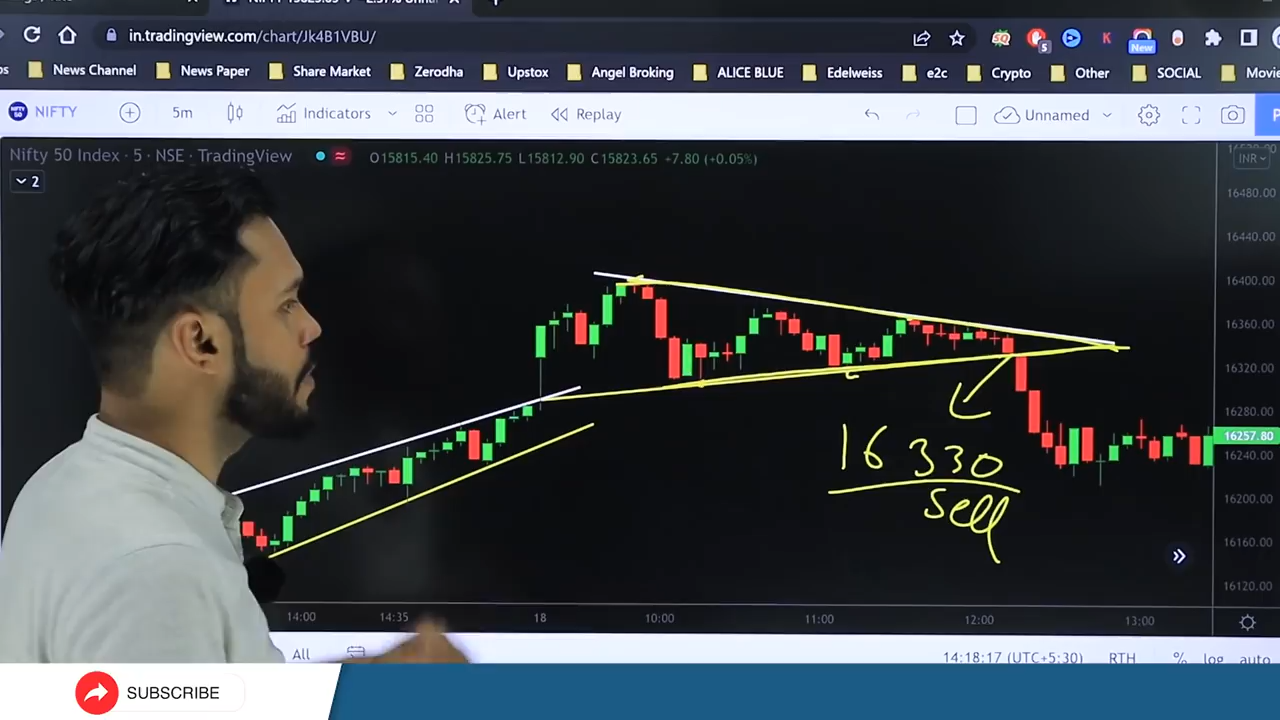 in.tradingview.com/chart/Jk4B1VBU/
News Channel News Paper Share Market Zerodha Upstox Angel Broking ALICE BLUE Edelweiss e2c Crypto Other SOCIAL Movie
New
NIFTY 5m Indicators Alert Replay Unnamed
Nifty 50 Index · 5 · NSE · TradingView O15815.40 H15825.75 L15812.90 C15823.65 +7.80 (+0.05%)
INR
2
16480.00
16440.00
16400.00
16360.00
16320.00
16280.00
16257.80
16240.00
16200.00
16160.00
16120.00
16 330
Sell
14:00 14:35 18 10:00 11:00 12:00 13:00
All 14:18:17 (UTC+5:30) RTH % log auto
SUBSCRIBE